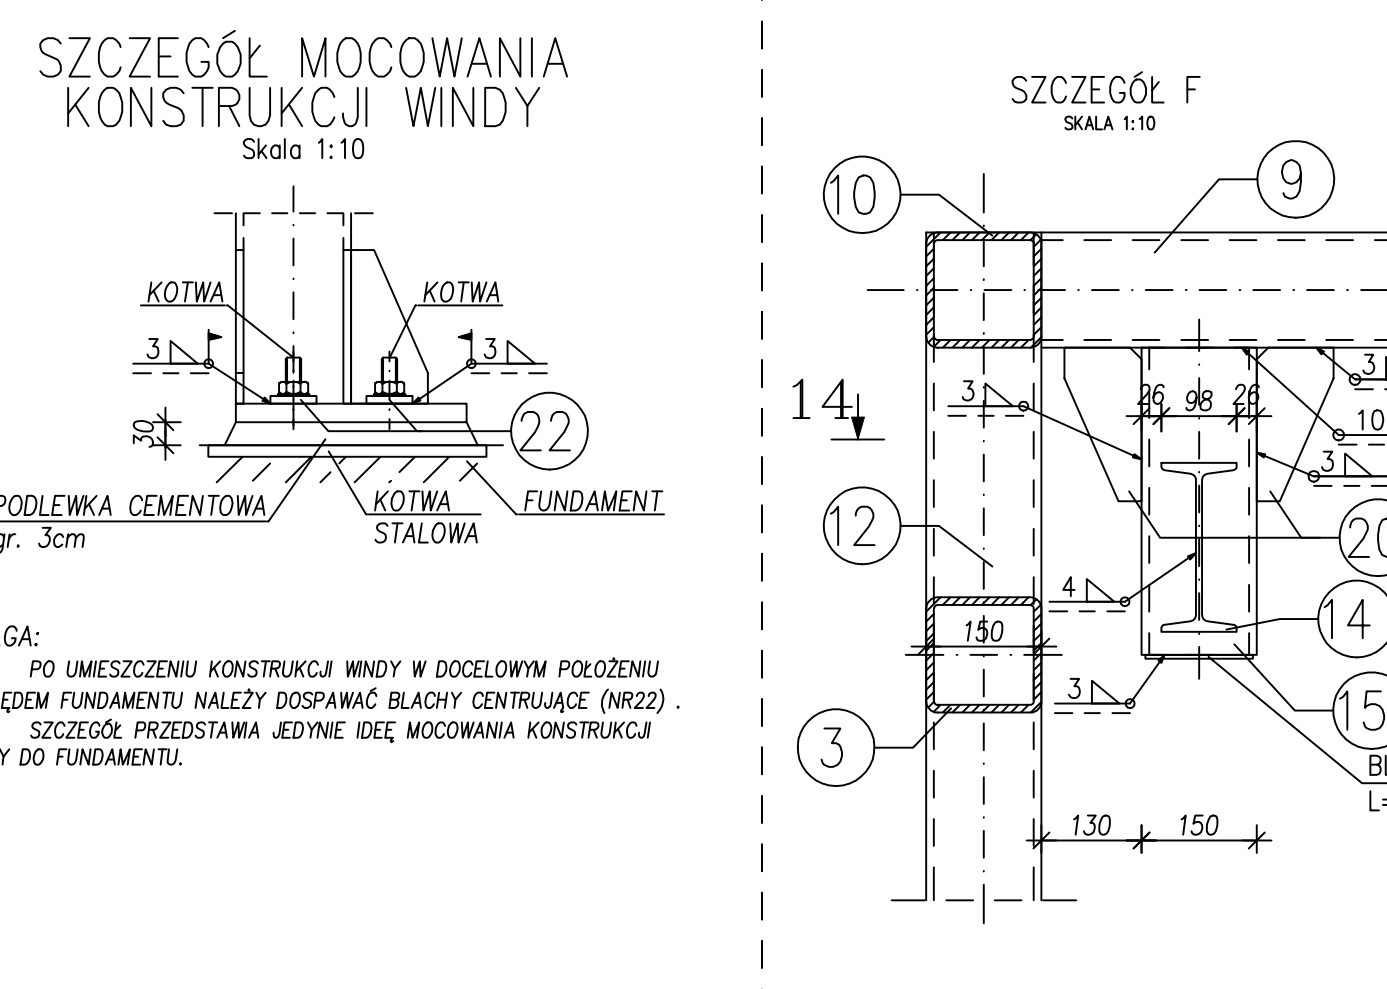 SZCZEGÓŁ MOCOWANIA
KONSTRUKCJI WINDY
Skala 1:10
KOTWA
KOTWA
3
3
30
22
PODLEWKA CEMENTOWA
gr. 3cm
KOTWA
STALOWA
FUNDAMENT
PO UMIESZCZENIU KONSTRUKCJI WINDY W DOCELOWYM POŁOŻENIU
FUNDAMENTU NALEŻY DOSPAWAĆ BLACHY CENTRUJĄCE (NR22) .
SZCZEGÓŁ PRZEDSTAWIA JEDYNIE IDEĘ MOCOWANIA KONSTRUKCJI
DO FUNDAMENTU.
SZCZEGÓŁ F
SKALA 1:10
10
9
14
3
26
98
26
3
10
3
12
20
4
14
150
3
15
3
130
150